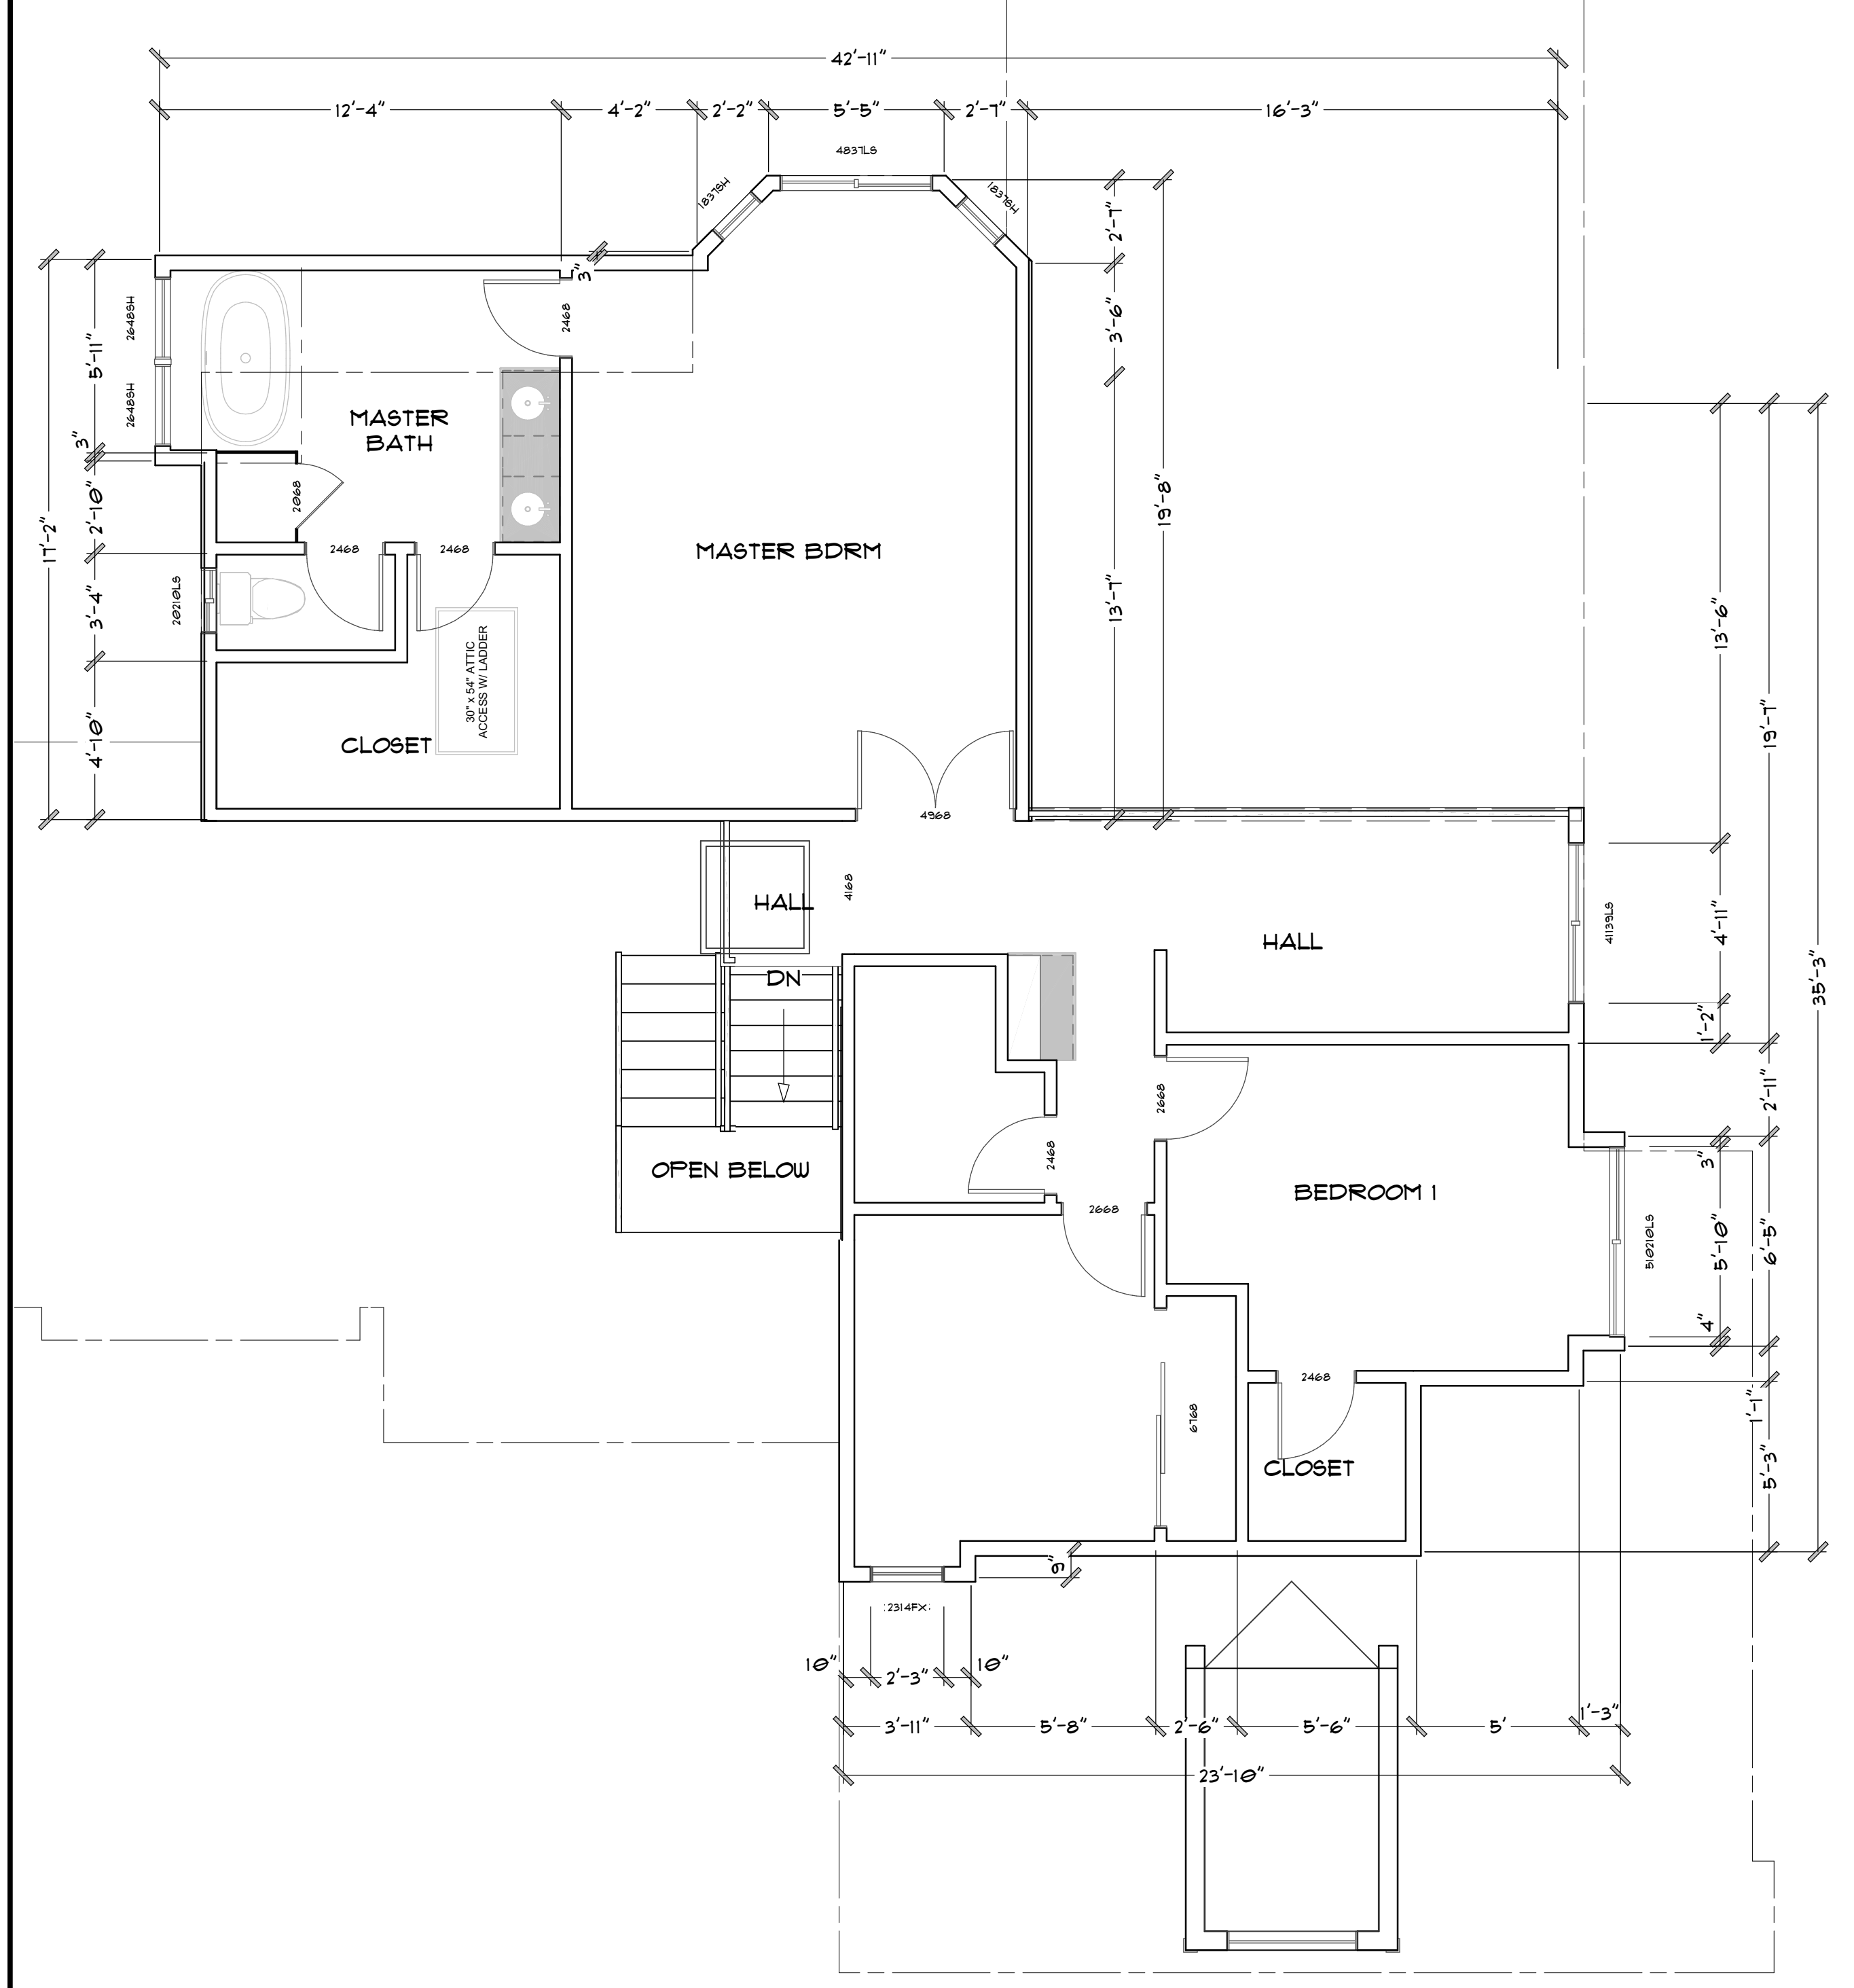 42'-11"
12'-4"
4'-2"
2'-2"
5'-5"
2'-7"
16'-3"
4837LS
1837SH
1837SH
2'-7"
3"
3'-6"
2648SH
2468
5'-11"
2648SH
MASTER
BATH
3"
19'-8"
2'-10"
2068
17'-2"
2468
2468
MASTER BDRM
20210LS
3'-4"
13'-7"
13'-6"
30" x 54" ATTIC
ACCESS W/ LADDER
19'-7"
4'-10"
CLOSET
4968
4168
HALL
HALL
41139LS
4'-11"
DN
35'-3"
1'-2"
2668
2'-11"
2468
3"
OPEN BELOW
BEDROOM 1
2668
510210LS
5'-10"
6'-5"
4"
2468
1'-1"
6768
CLOSET
5'-3"
9"
2314FX
10"
2'-3"
10"
3'-11"
5'-8"
2'-6"
5'-6"
5'
1'-3"
23'-10"